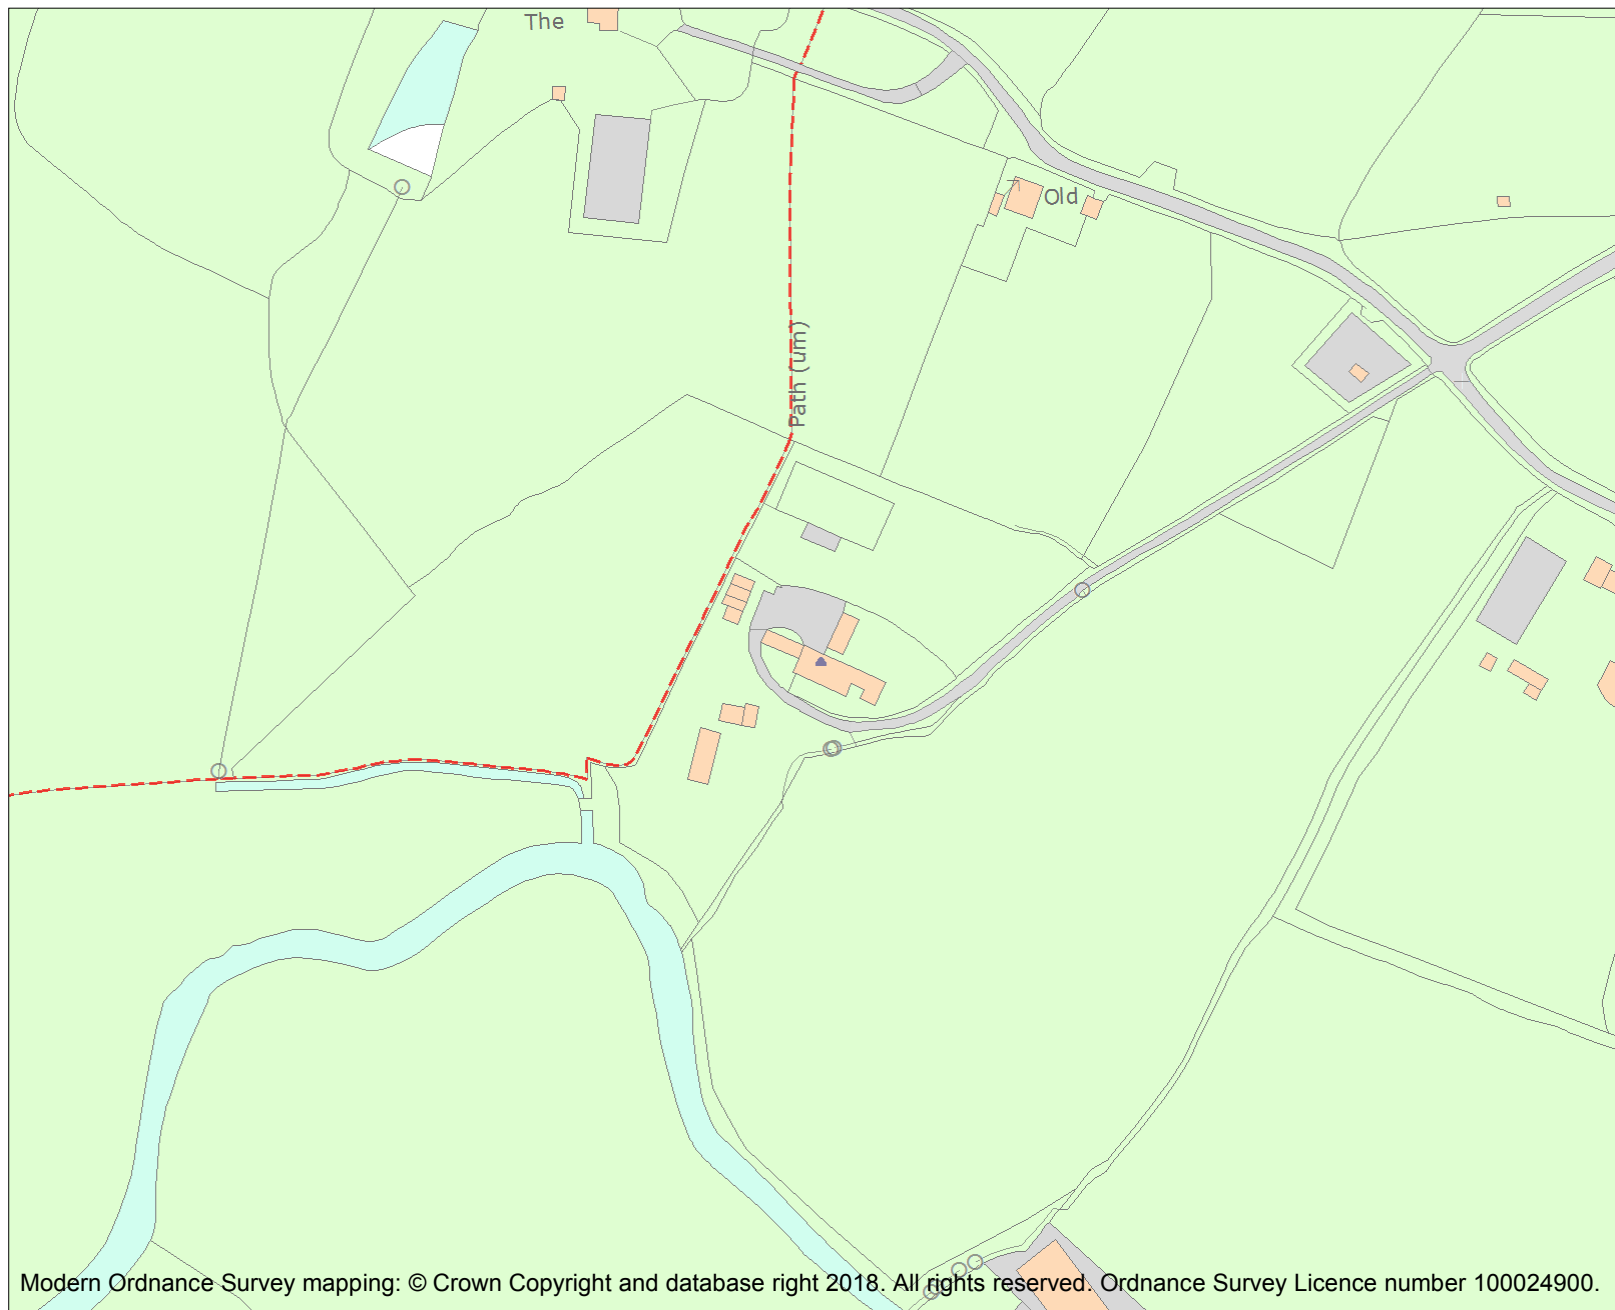 The
Old
Path (um)
Modern Ordnance Survey mapping: © Crown Copyright and database right 2018. All rights reserved. Ordnance Survey Licence number 100024900.